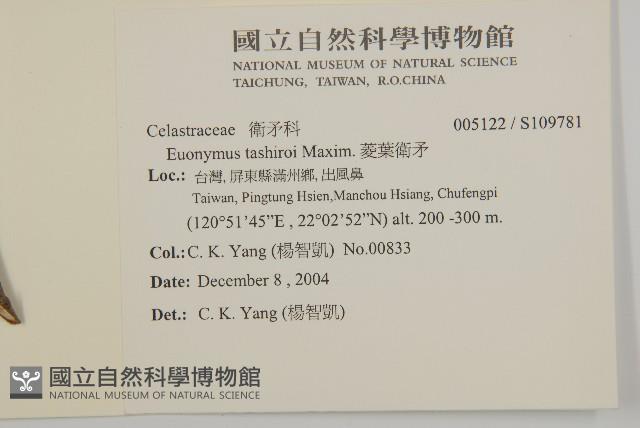 國立自然科學博物館
NATIONAL MUSEUM OF NATURAL SCIENCE
TAICHUNG, TAIWAN, R.O.CHINA
Celastraceae 衛矛科 005122 / S109781
Euonymus tashiroi Maxim. 菱葉衛矛
Loc.: 台灣, 屏東縣滿州鄉, 出風鼻
Taiwan, Pingtung Hsien,Manchou Hsiang, Chufengpi
(120°51’45”E , 22°02’52”N) alt. 200 -300 m.
Col.: C. K. Yang (楊智凱) No.00833
Date: December 8 , 2004
Det.: C. K. Yang (楊智凱)
國立自然科學博物館
NATIONAL MUSEUM OF NATURAL SCIENCE